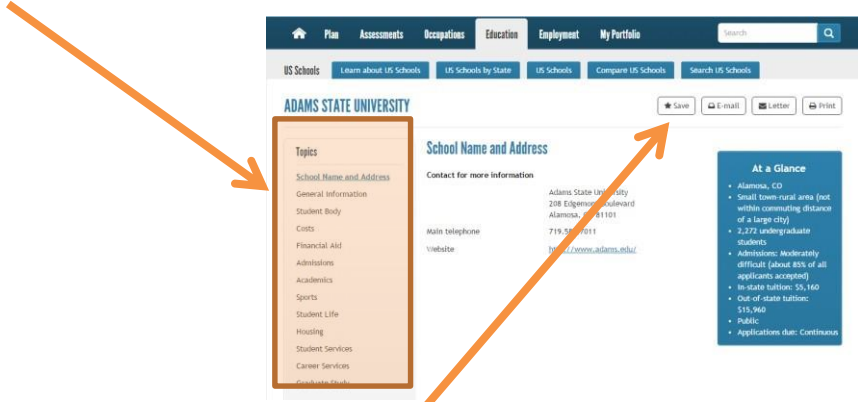 Plan Assessments Occupations Education Employment My Portfolio Search
US Schools Learn about US Schools US Schools by State US Schools Compare US Schools Search US Schools
ADAMS STATE UNIVERSITY
Save E-mail Letter Print
Topics
School Name and Address
General Information
Student Body
Costs
Financial Aid
Admissions
Academics
Sports
Student Life
Housing
Student Services
Career Services
Graduate Study
School Name and Address
Contact for more information
Adams State University
208 Edgemont Boulevard
Alamosa, 81101
Main telephone
Website
At a Glance
• Alamosa, CO
• Small town-rural area (not
within commuting distance
of a large city)
• 2,272 undergraduate
students
• Admissions: Moderately
difficult (about 85% of all
applicants accepted)
• In-state tuition: $5,160
• Out-of-state tuition:
$15,960
• Public
• Applications due: Continuous